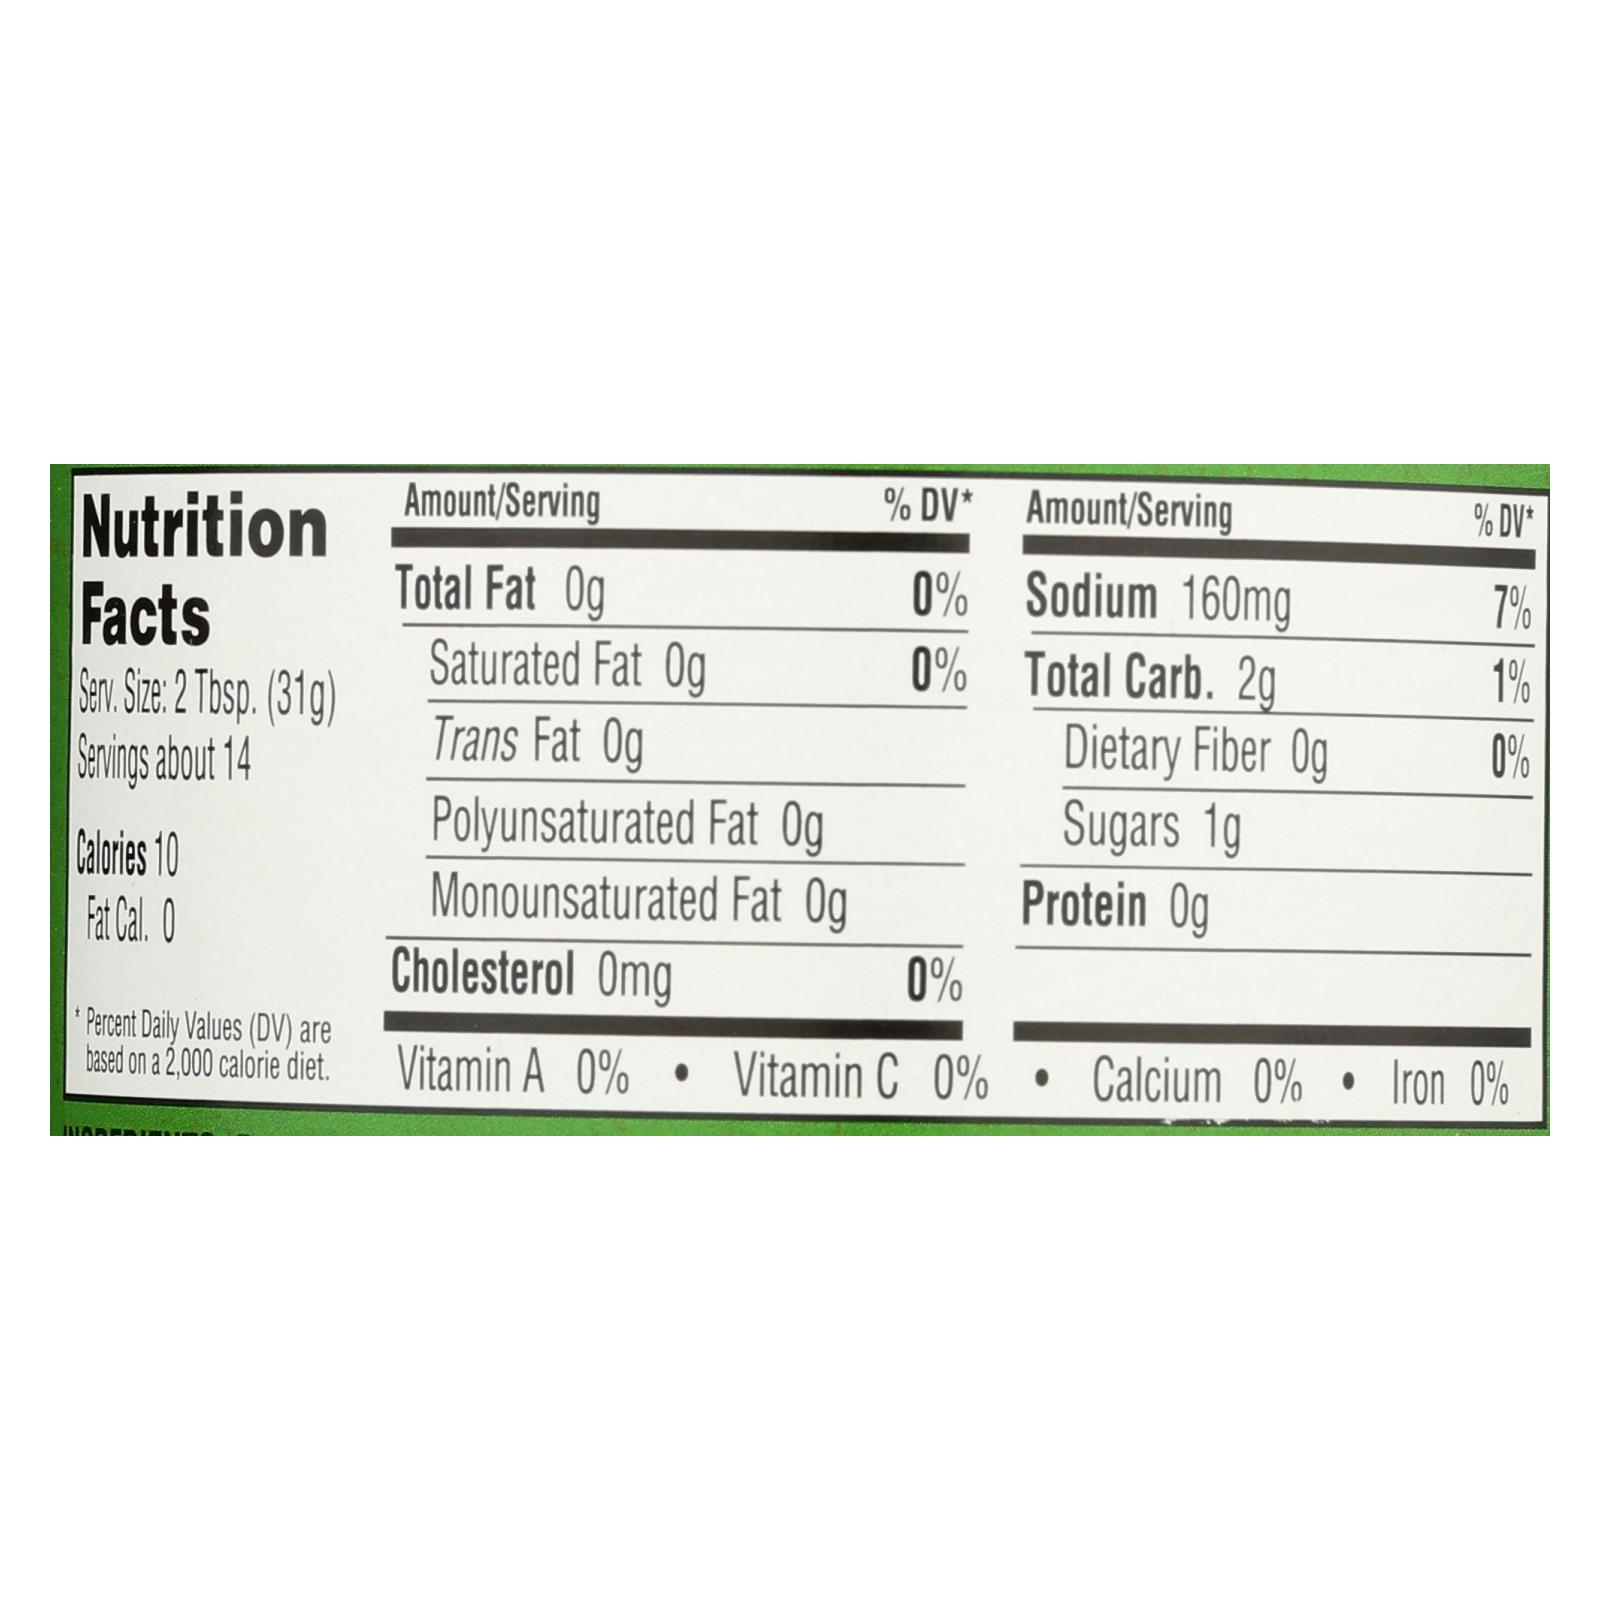 Nutrition
Facts
Serv. Size: 2 Tbsp. (31g)
Servings about 14
Calories 10
Fat Cal. 0
* Percent Daily Values (DV) are
based on a 2,000 calorie diet.
Amount/Serving % DV*
Total Fat 0g 0%
Saturated Fat 0g 0%
Trans Fat 0g
Polyunsaturated Fat 0g
Monounsaturated Fat 0g
Cholesterol 0mg 0%
Amount/Serving % DV*
Sodium 160mg 7%
Total Carb. 2g 1%
Dietary Fiber 0g 0%
Sugars 1g
Protein 0g
Vitamin A 0% • Vitamin C 0% • Calcium 0% • Iron 0%